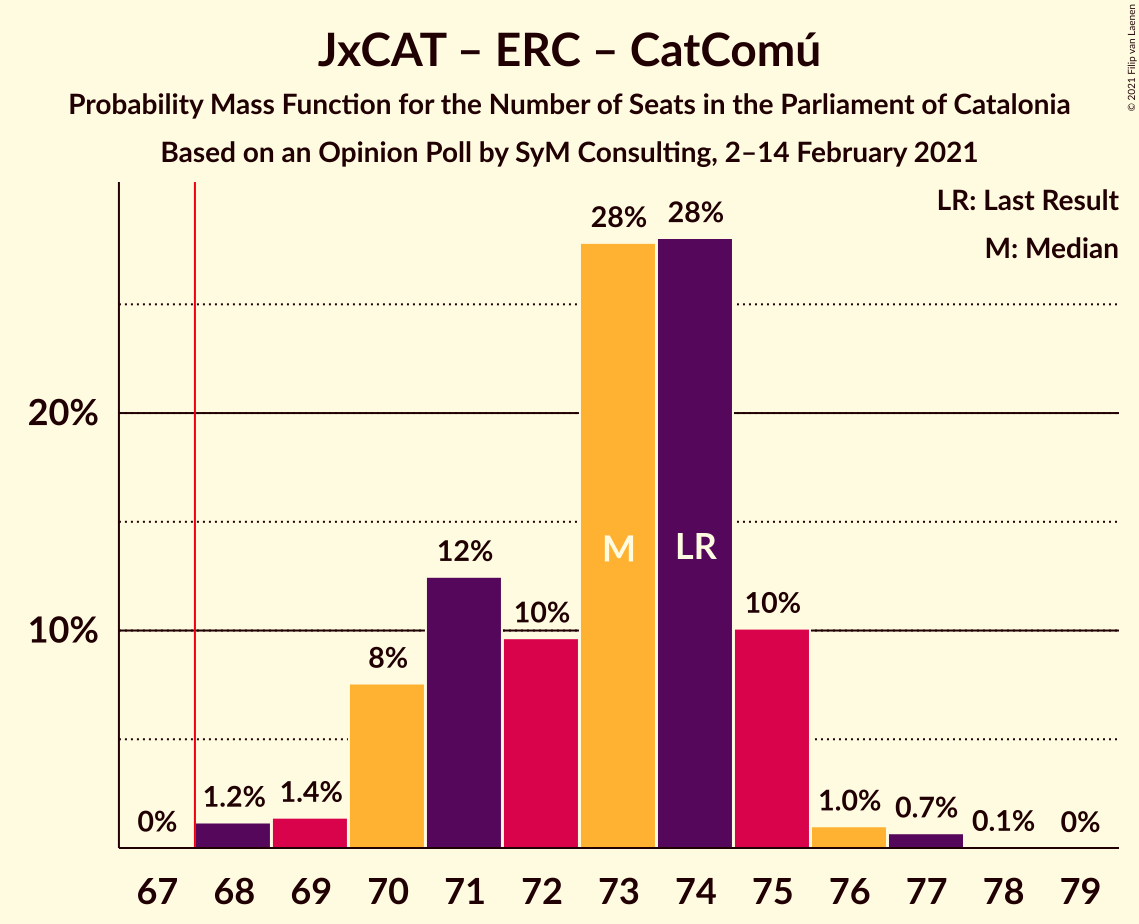 JxCAT – ERC – CatComú
Probability Mass Function for the Number of Seats in the Parliament of Catalonia
Based on an Opinion Poll by SyM Consulting, 2–14 February 2021
© 2021 Filip van Laenen
LR: Last Result
M: Median
28%
28%
20%
12%
10%
10%
10%
8%
M
LR
0%
1.2%
1.4%
1.0%
0.7%
0.1%
0%
67 68 69 70 71 72 73 74 75 76 77 78 79